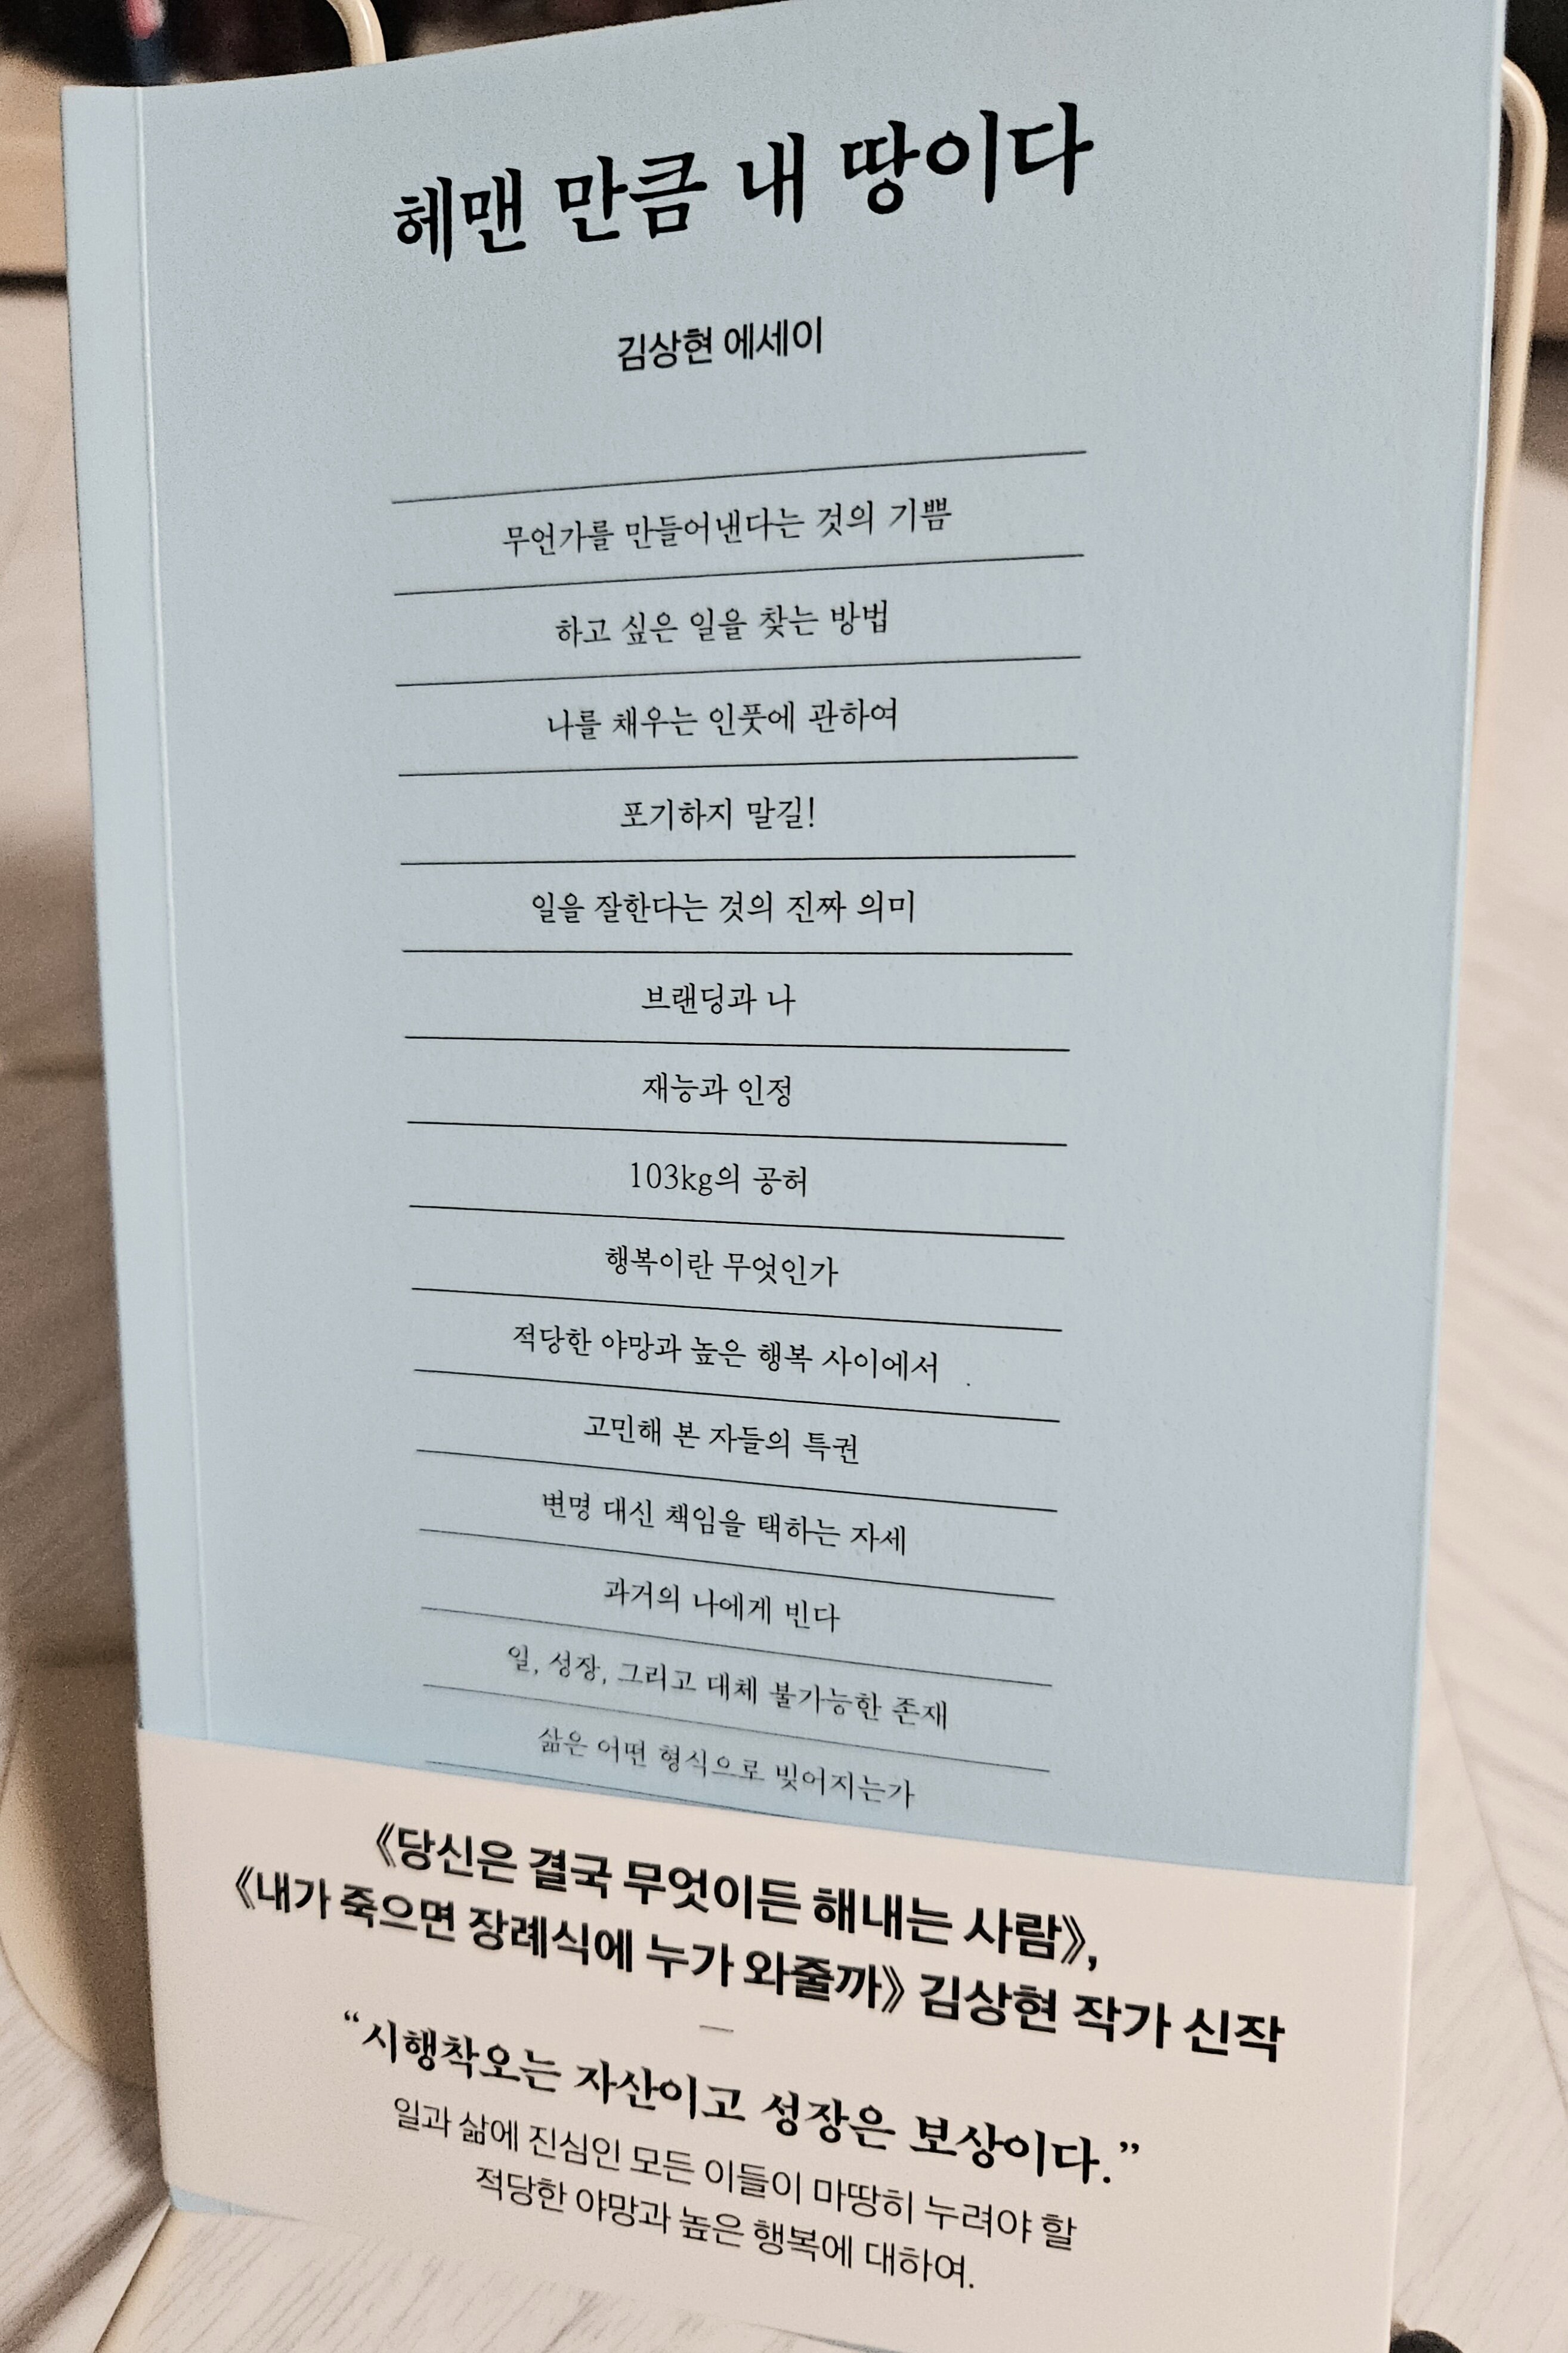 헤맨 만큼 내 땅이다
김상현 에세이
무언가를 만들어낸다는 것의 기쁨
하고 싶은 일을 찾는 방법
나를 채우는 인풋에 관하여
포기하지 말길!
일을 잘한다는 것의 진짜 의미
브랜딩과 나
재능과 인정
103kg의 공허
행복이란 무엇인가
적당한 야망과 높은 행복 사이에서
고민해 본 자들의 특권
변명 대신 책임을 택하는 자세
과거의 나에게 빈다
일, 성장, 그리고 대체 불가능한 존재
삶은 어떤 형식으로 빚어지는가
《당신은 결국 무엇이든 해내는 사람》,
《내가 죽으면 장례식에 누가 와줄까》 김상현 작가 신작
“시행착오는 자산이고 성장은 보상이다.”
일과 삶에 진심인 모든 이들이 마땅히 누려야 할
적당한 야망과 높은 행복에 대하여.